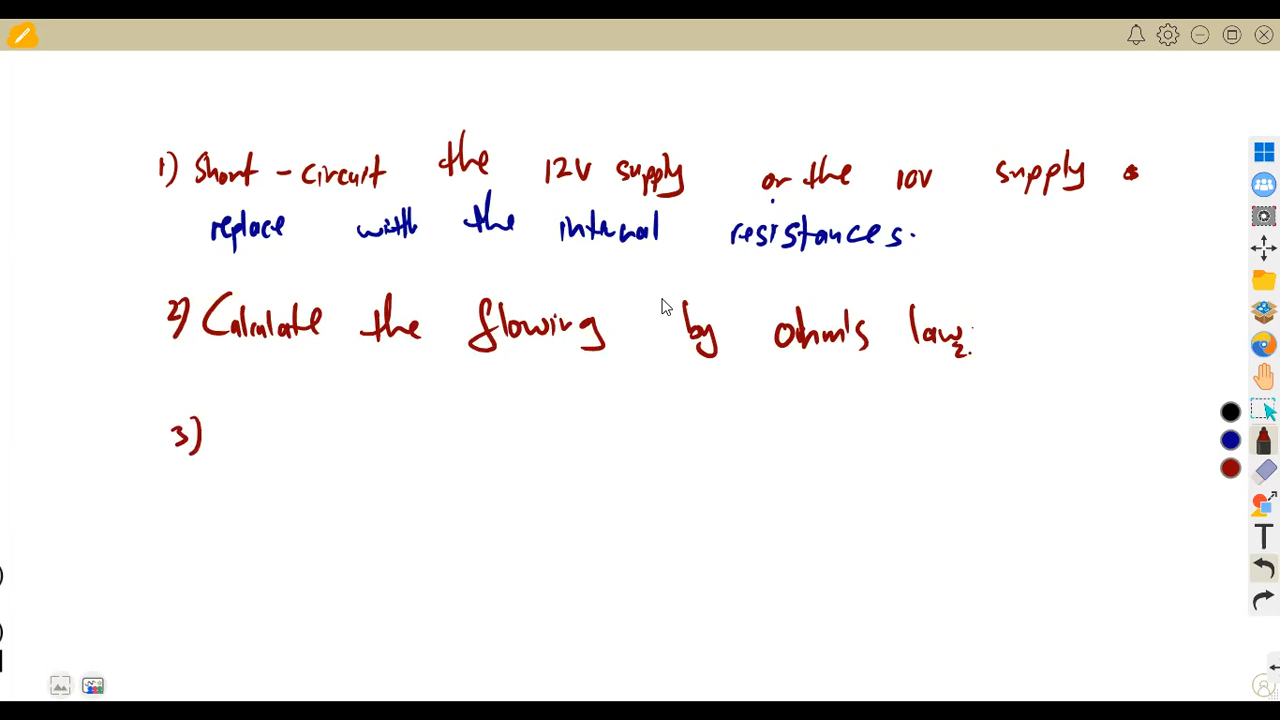 1) Short-circuit the 12V supply or the 10V supply
replace with the internal resistances.
2) Calculate the flowing by ohm's law.
3)